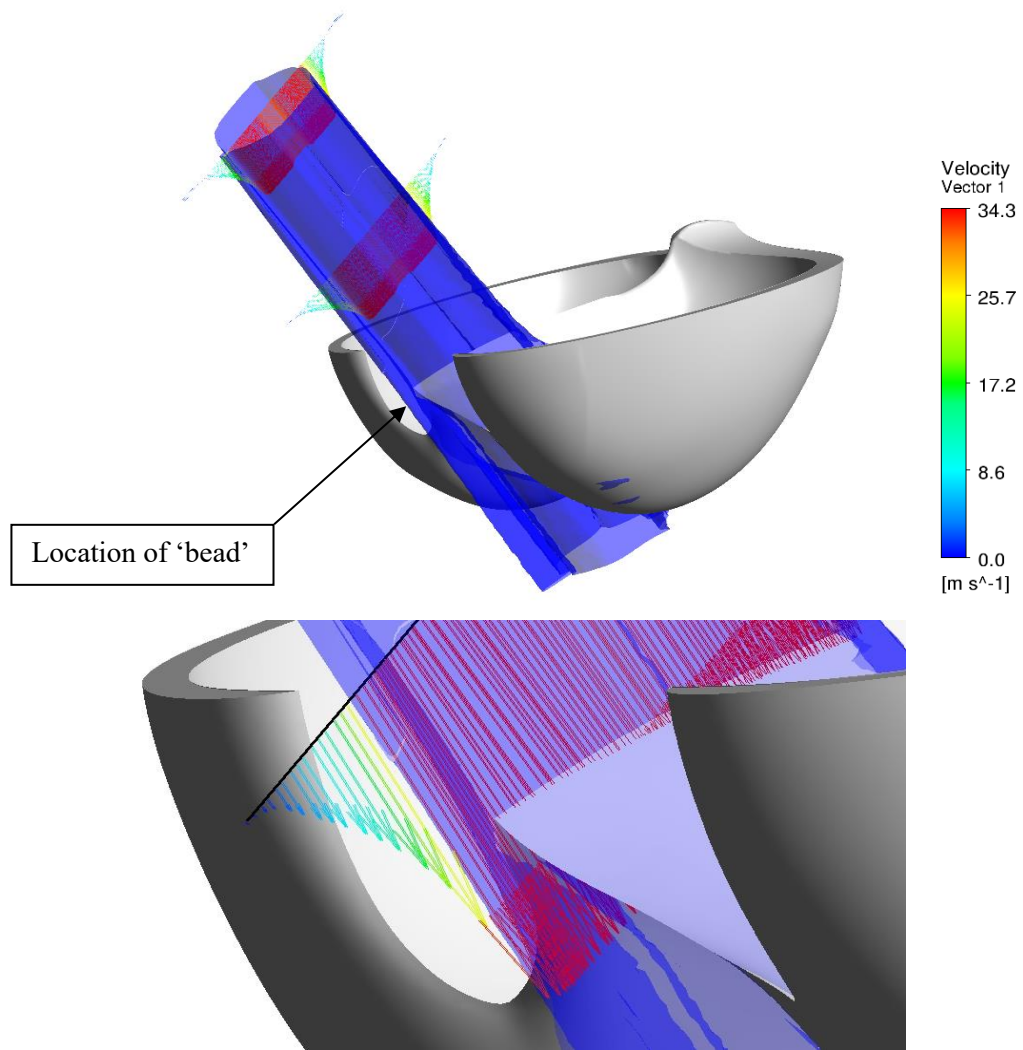 Velocity
Vector 1
34.3
25.7
17.2
8.6
0.0
[m s^-1]
Location of ‘bead’